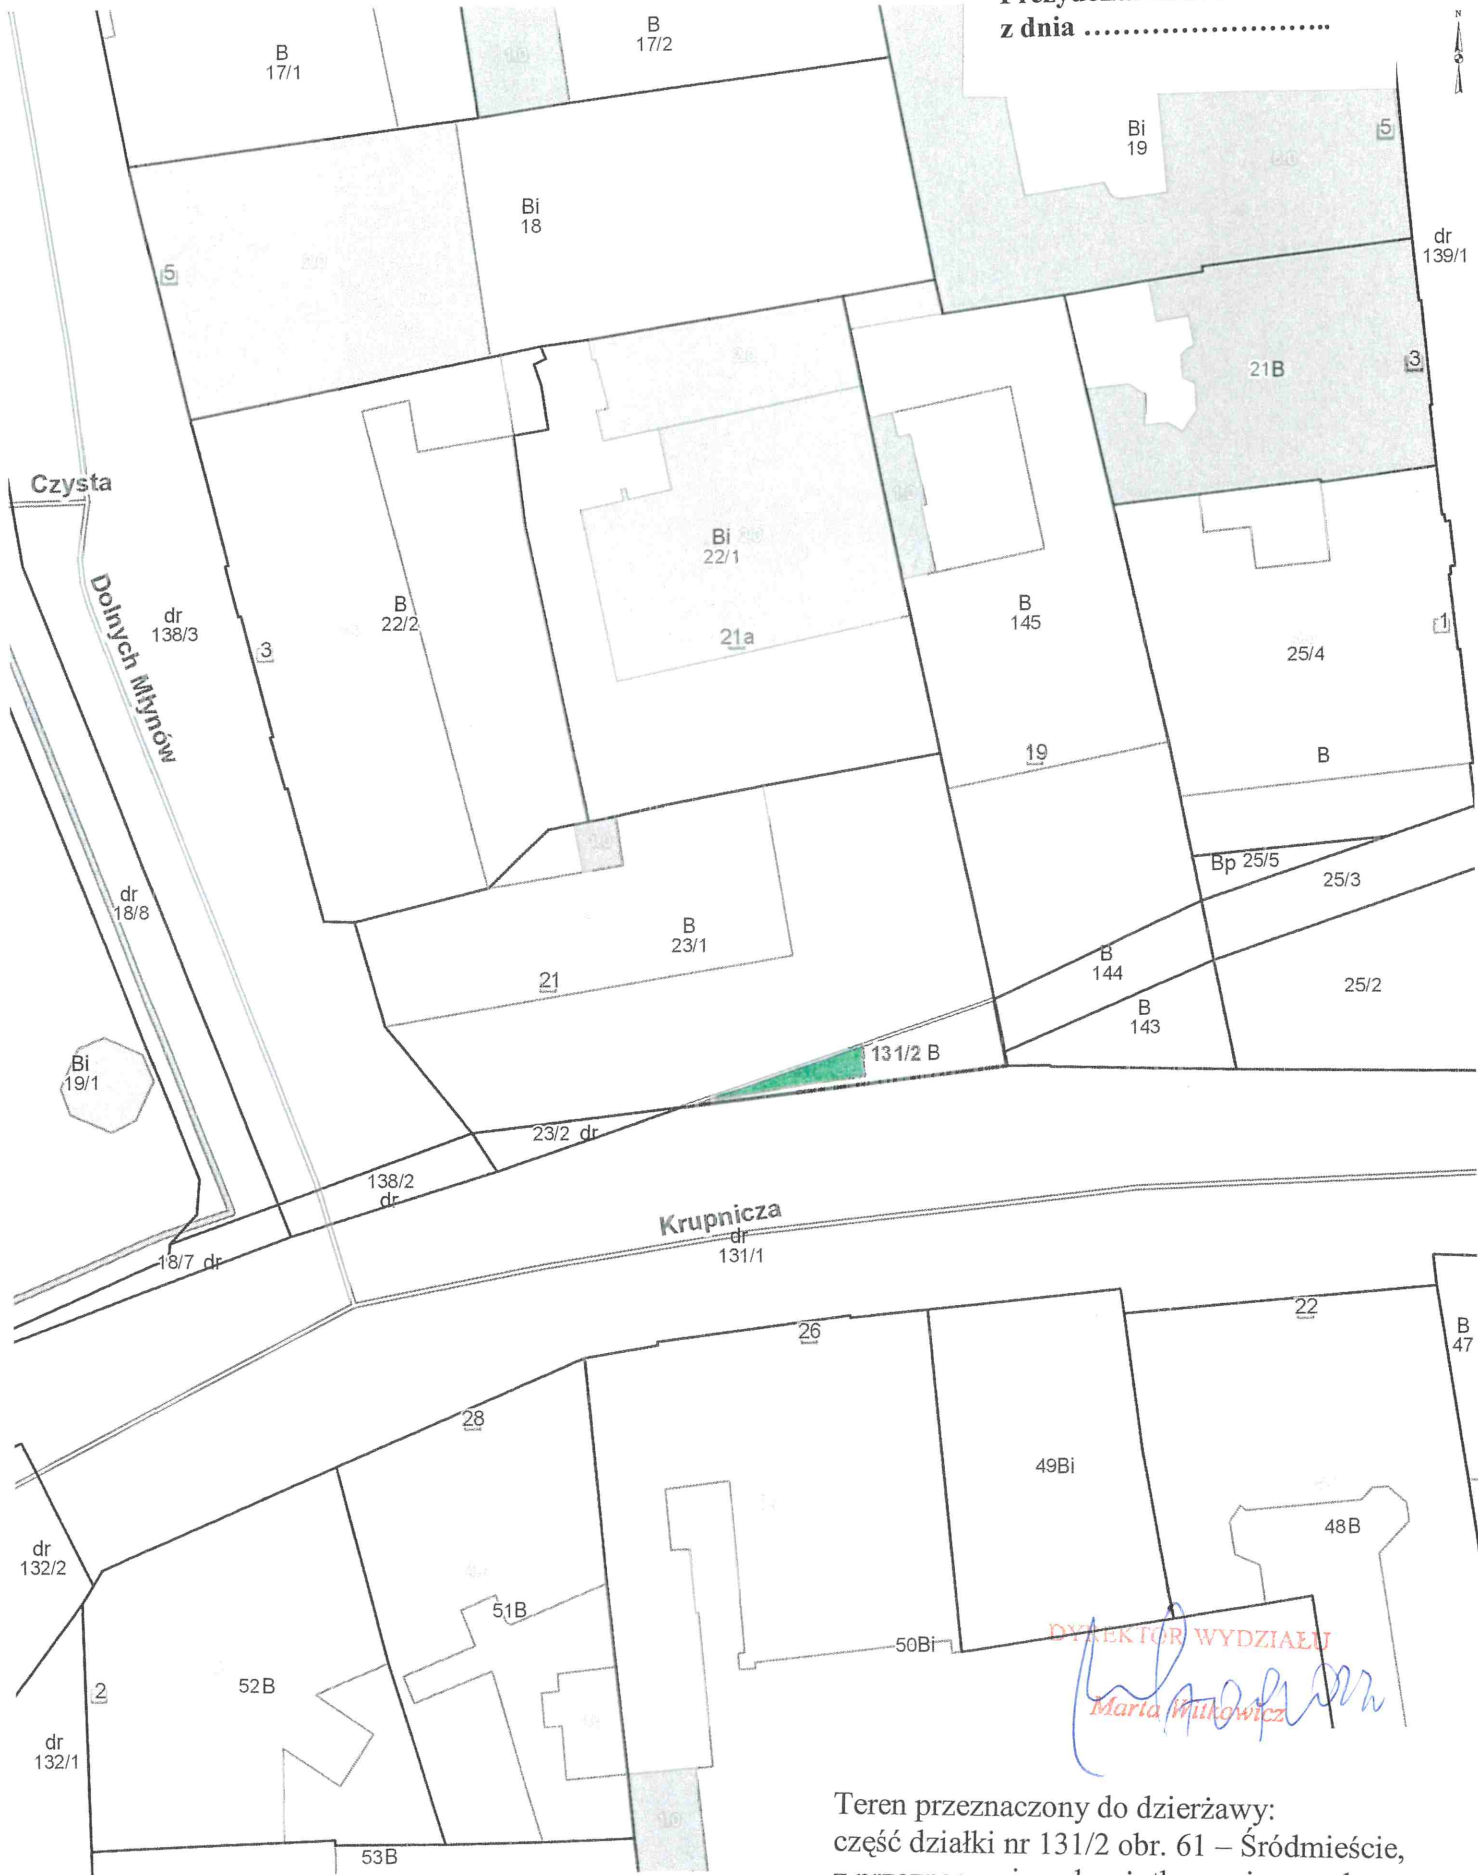 z dnia ..............................
N
B
17/1
1.0
B
17/2
Bi
19
5
dr
139/1
Bi
18
5
3
21B
Czysta
Dolnych Młynów
dr
138/3
3
B
22/2
Bi
22/1
21a
B
145
1
25/4
19
B
Bp 25/5
25/3
dr
18/8
B
23/1
21
B
144
B
143
25/2
Bi
19/1
131/2 B
23/2 dr
138/2
dr
18/7 dr
Krupnicza
dr
131/1
26
22
B
47
28
49Bi
48B
dr
132/2
51B
50Bi
52B
2
dr
132/1
53B
1.0
DYREKTOR WYDZIAŁU
Marta Witkowicz
Teren przeznaczony do dzierżawy:
część działki nr 131/2 obr. 61 – Śródmieście,